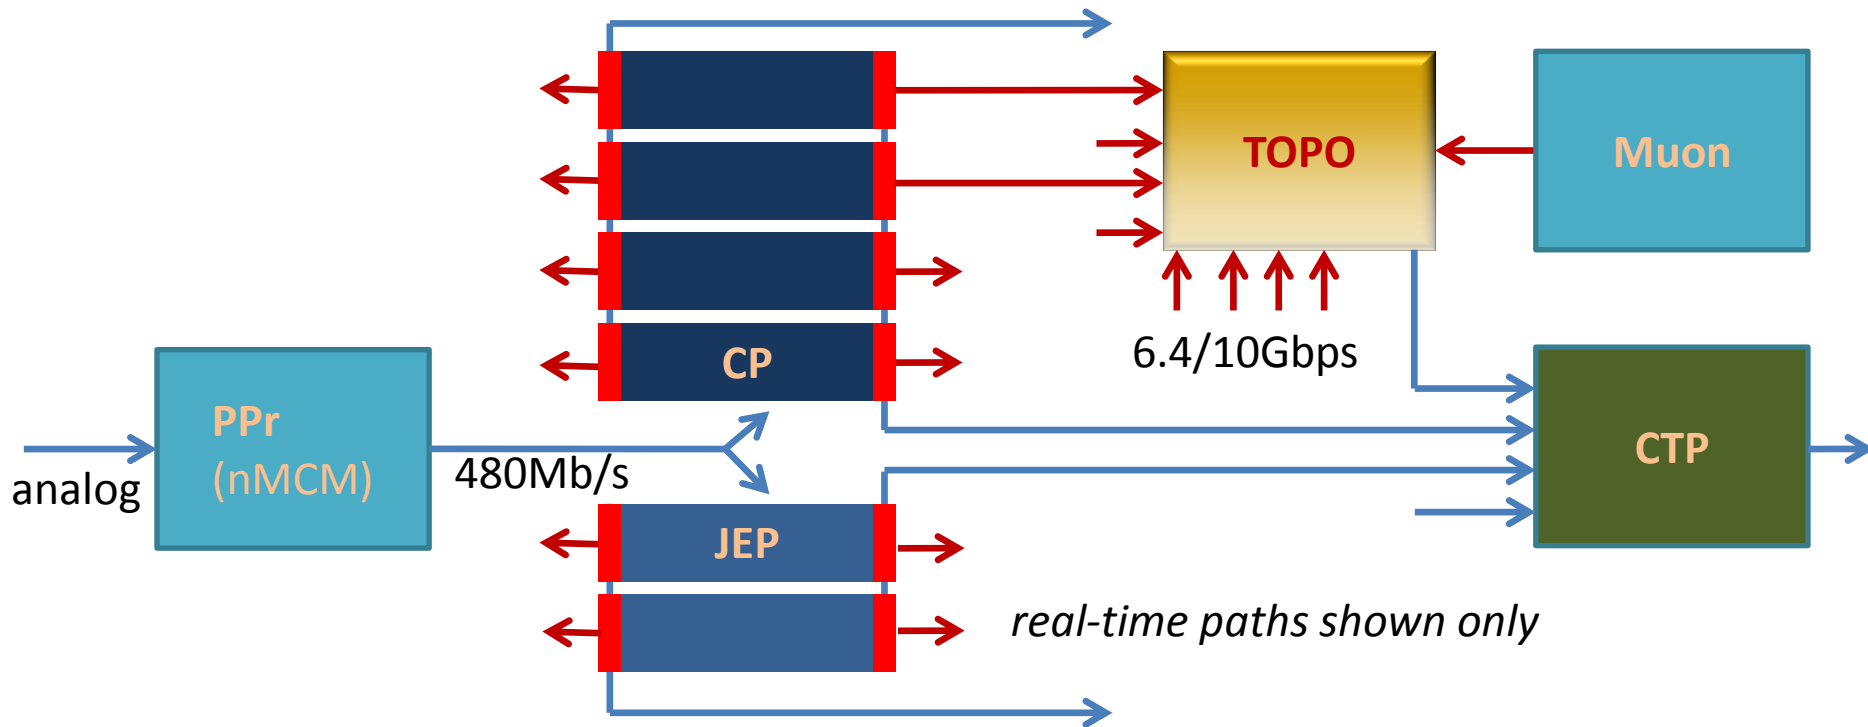 TOPO
Muon
6.4/10Gbps
CP
PPr
(nMCM)
analog
480Mb/s
CTP
JEP
real-time paths shown only